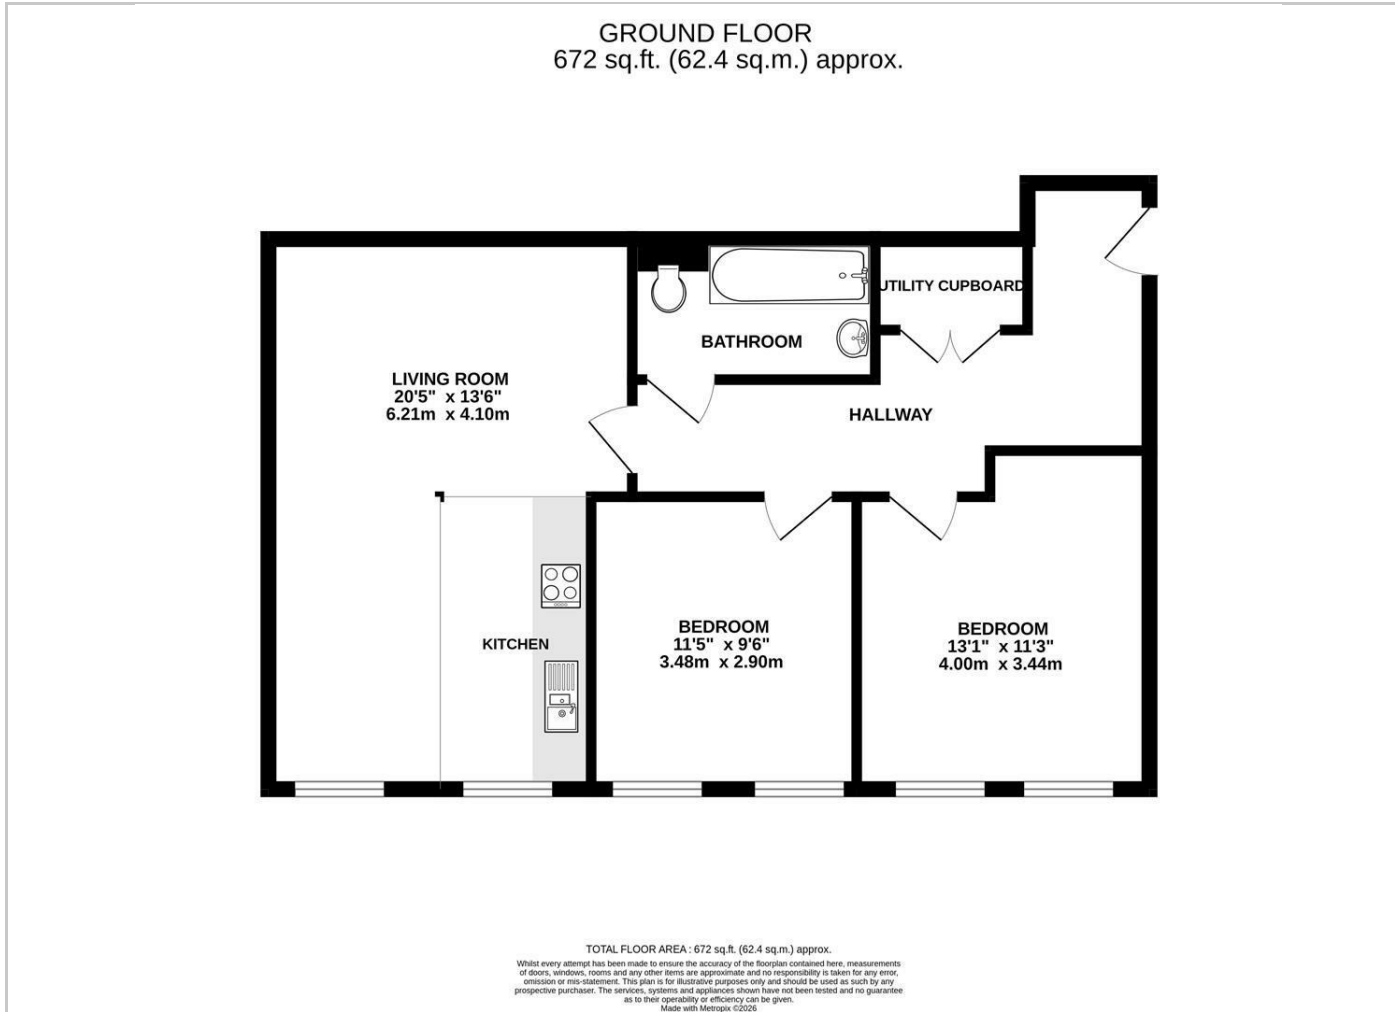 GROUND FLOOR
672 sq.ft. (62.4 sq.m.) approx.
UTILITY CUPBOARD
BATHROOM
LIVING ROOM
20'5" x 13'6"
6.21m x 4.10m
HALLWAY
KITCHEN
BEDROOM
11'5" x 9'6"
3.48m x 2.90m
BEDROOM
13'1" x 11'3"
4.00m x 3.44m
TOTAL FLOOR AREA : 672 sq.ft. (62.4 sq.m.) approx.
Whilst every attempt has been made to ensure the accuracy of the floorplan contained here, measurements
of doors, windows, rooms and any other items are approximate and no responsibility is taken for any error,
omission or mis-statement. This plan is for illustrative purposes only and should be used as such by any
prospective purchaser. The services, systems and appliances shown have not been tested and no guarantee
as to their operability or efficiency can be given.
Made with Metropix ©2026